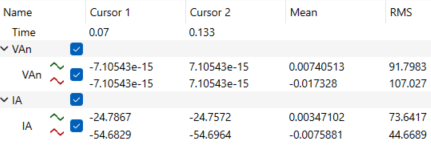 Name Cursor 1 Cursor 2 Mean RMS
Time 0.07 0.133
VAn
VAn -7.10543e-15 7.10543e-15 0.00740513 91.7983
-7.10543e-15 7.10543e-15 -0.017328 107.027
IA
IA -24.7867 -24.7572 0.00347102 73.6417
-54.6829 -54.6964 -0.0075881 44.6689